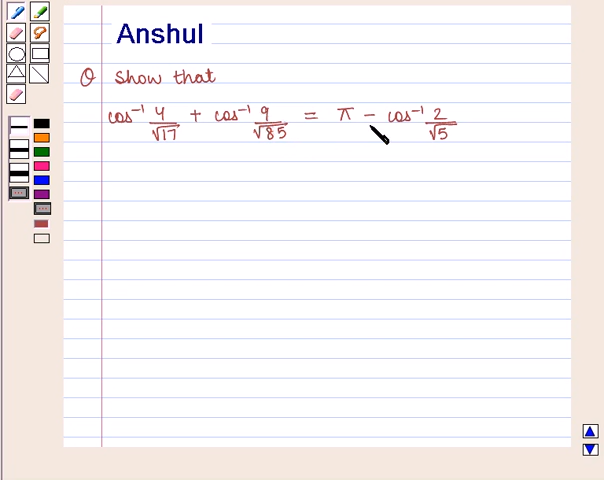 Anshul
Q Show that
cos⁻¹ 4/√17 + cos⁻¹ 9/√85 = π − cos⁻¹ 2/√5